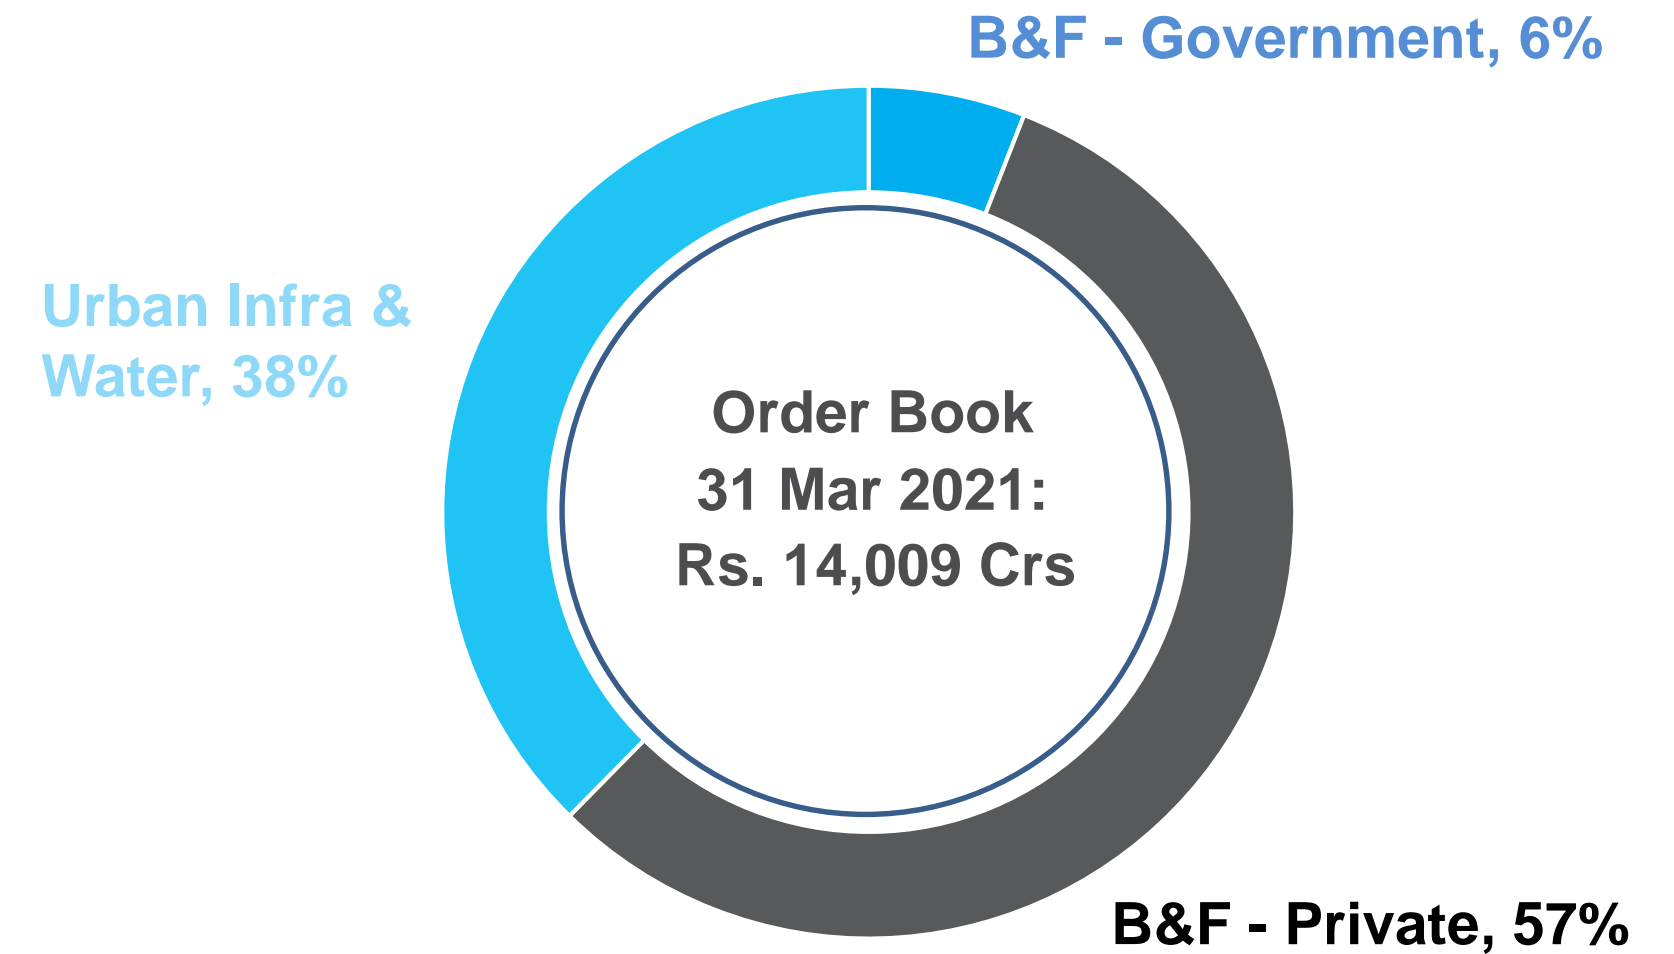 B&F - Government, 6%
Urban Infra &
Water, 38%
Order Book
31 Mar 2021:
Rs. 14,009 Crs
B&F - Private, 57%